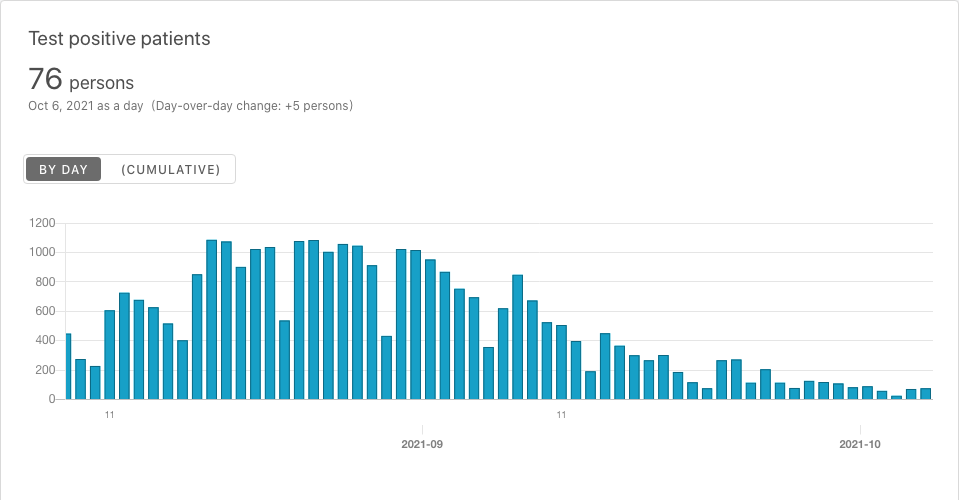 Test positive patients
76 persons
Oct 6, 2021 as a day (Day-over-day change: +5 persons)
BY DAY (CUMULATIVE)
1200
1000
800
600
400
200
0
11 11
2021-09 2021-10